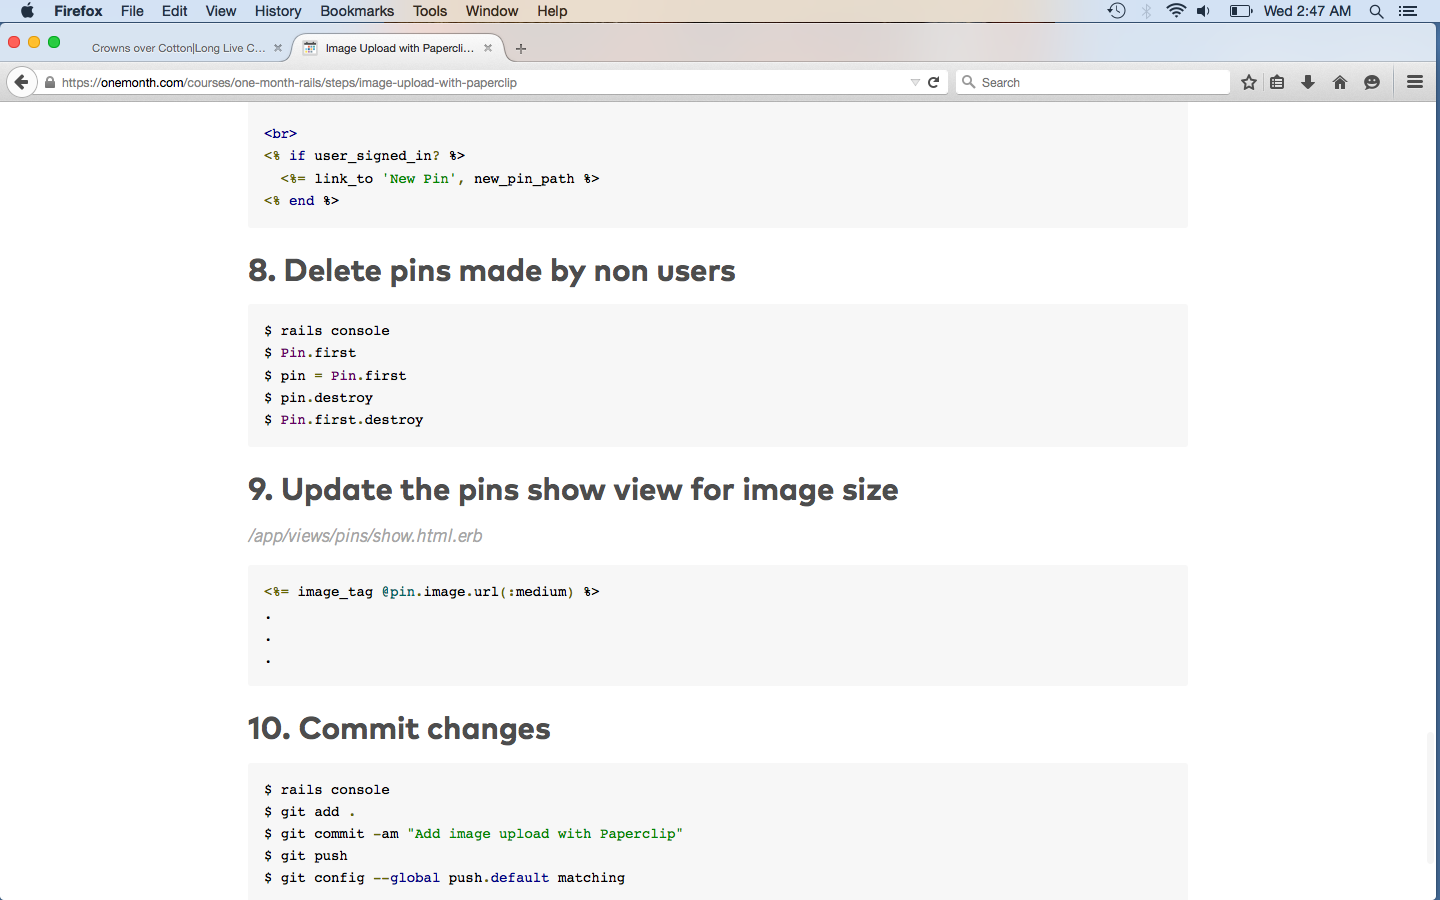 Firefox File Edit View History Bookmarks Tools Window Help Wed 2:47 AM
Crowns over Cotton|Long Live C... Image Upload with Papercli...
https://onemonth.com/courses/one-month-rails/steps/image-upload-with-paperclip Search
<br>
<% if user_signed_in? %>
<%= link_to 'New Pin', new_pin_path %>
<% end %>
8. Delete pins made by non users
$ rails console
$ Pin.first
$ pin = Pin.first
$ pin.destroy
$ Pin.first.destroy
9. Update the pins show view for image size
/app/views/pins/show.html.erb
<%= image_tag @pin.image.url(:medium) %>
.
.
.
10. Commit changes
$ rails console
$ git add .
$ git commit -am "Add image upload with Paperclip"
$ git push
$ git config --global push.default matching